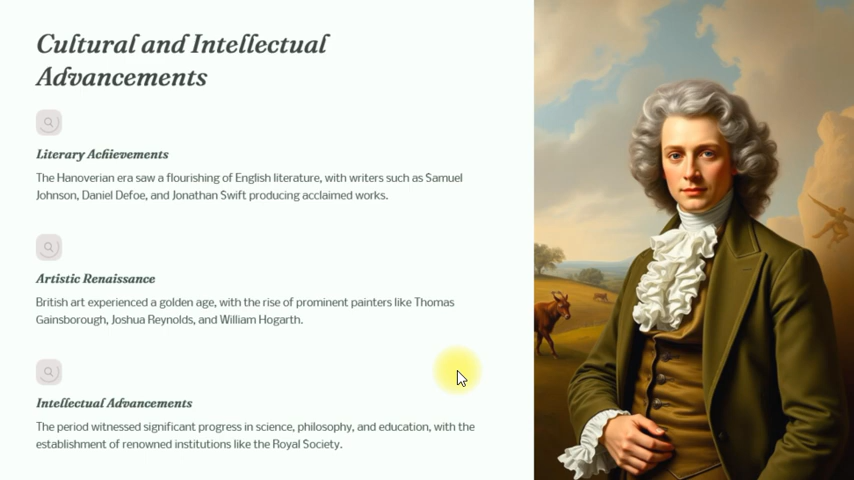 Cultural and Intellectual
Advancements
Literary Achievements
The Hanoverian era saw a flourishing of English literature, with writers such as Samuel
Johnson, Daniel Defoe, and Jonathan Swift producing acclaimed works.
Artistic Renaissance
British art experienced a golden age, with the rise of prominent painters like Thomas
Gainsborough, Joshua Reynolds, and William Hogarth.
Intellectual Advancements
The period witnessed significant progress in science, philosophy, and education, with the
establishment of renowned institutions like the Royal Society.